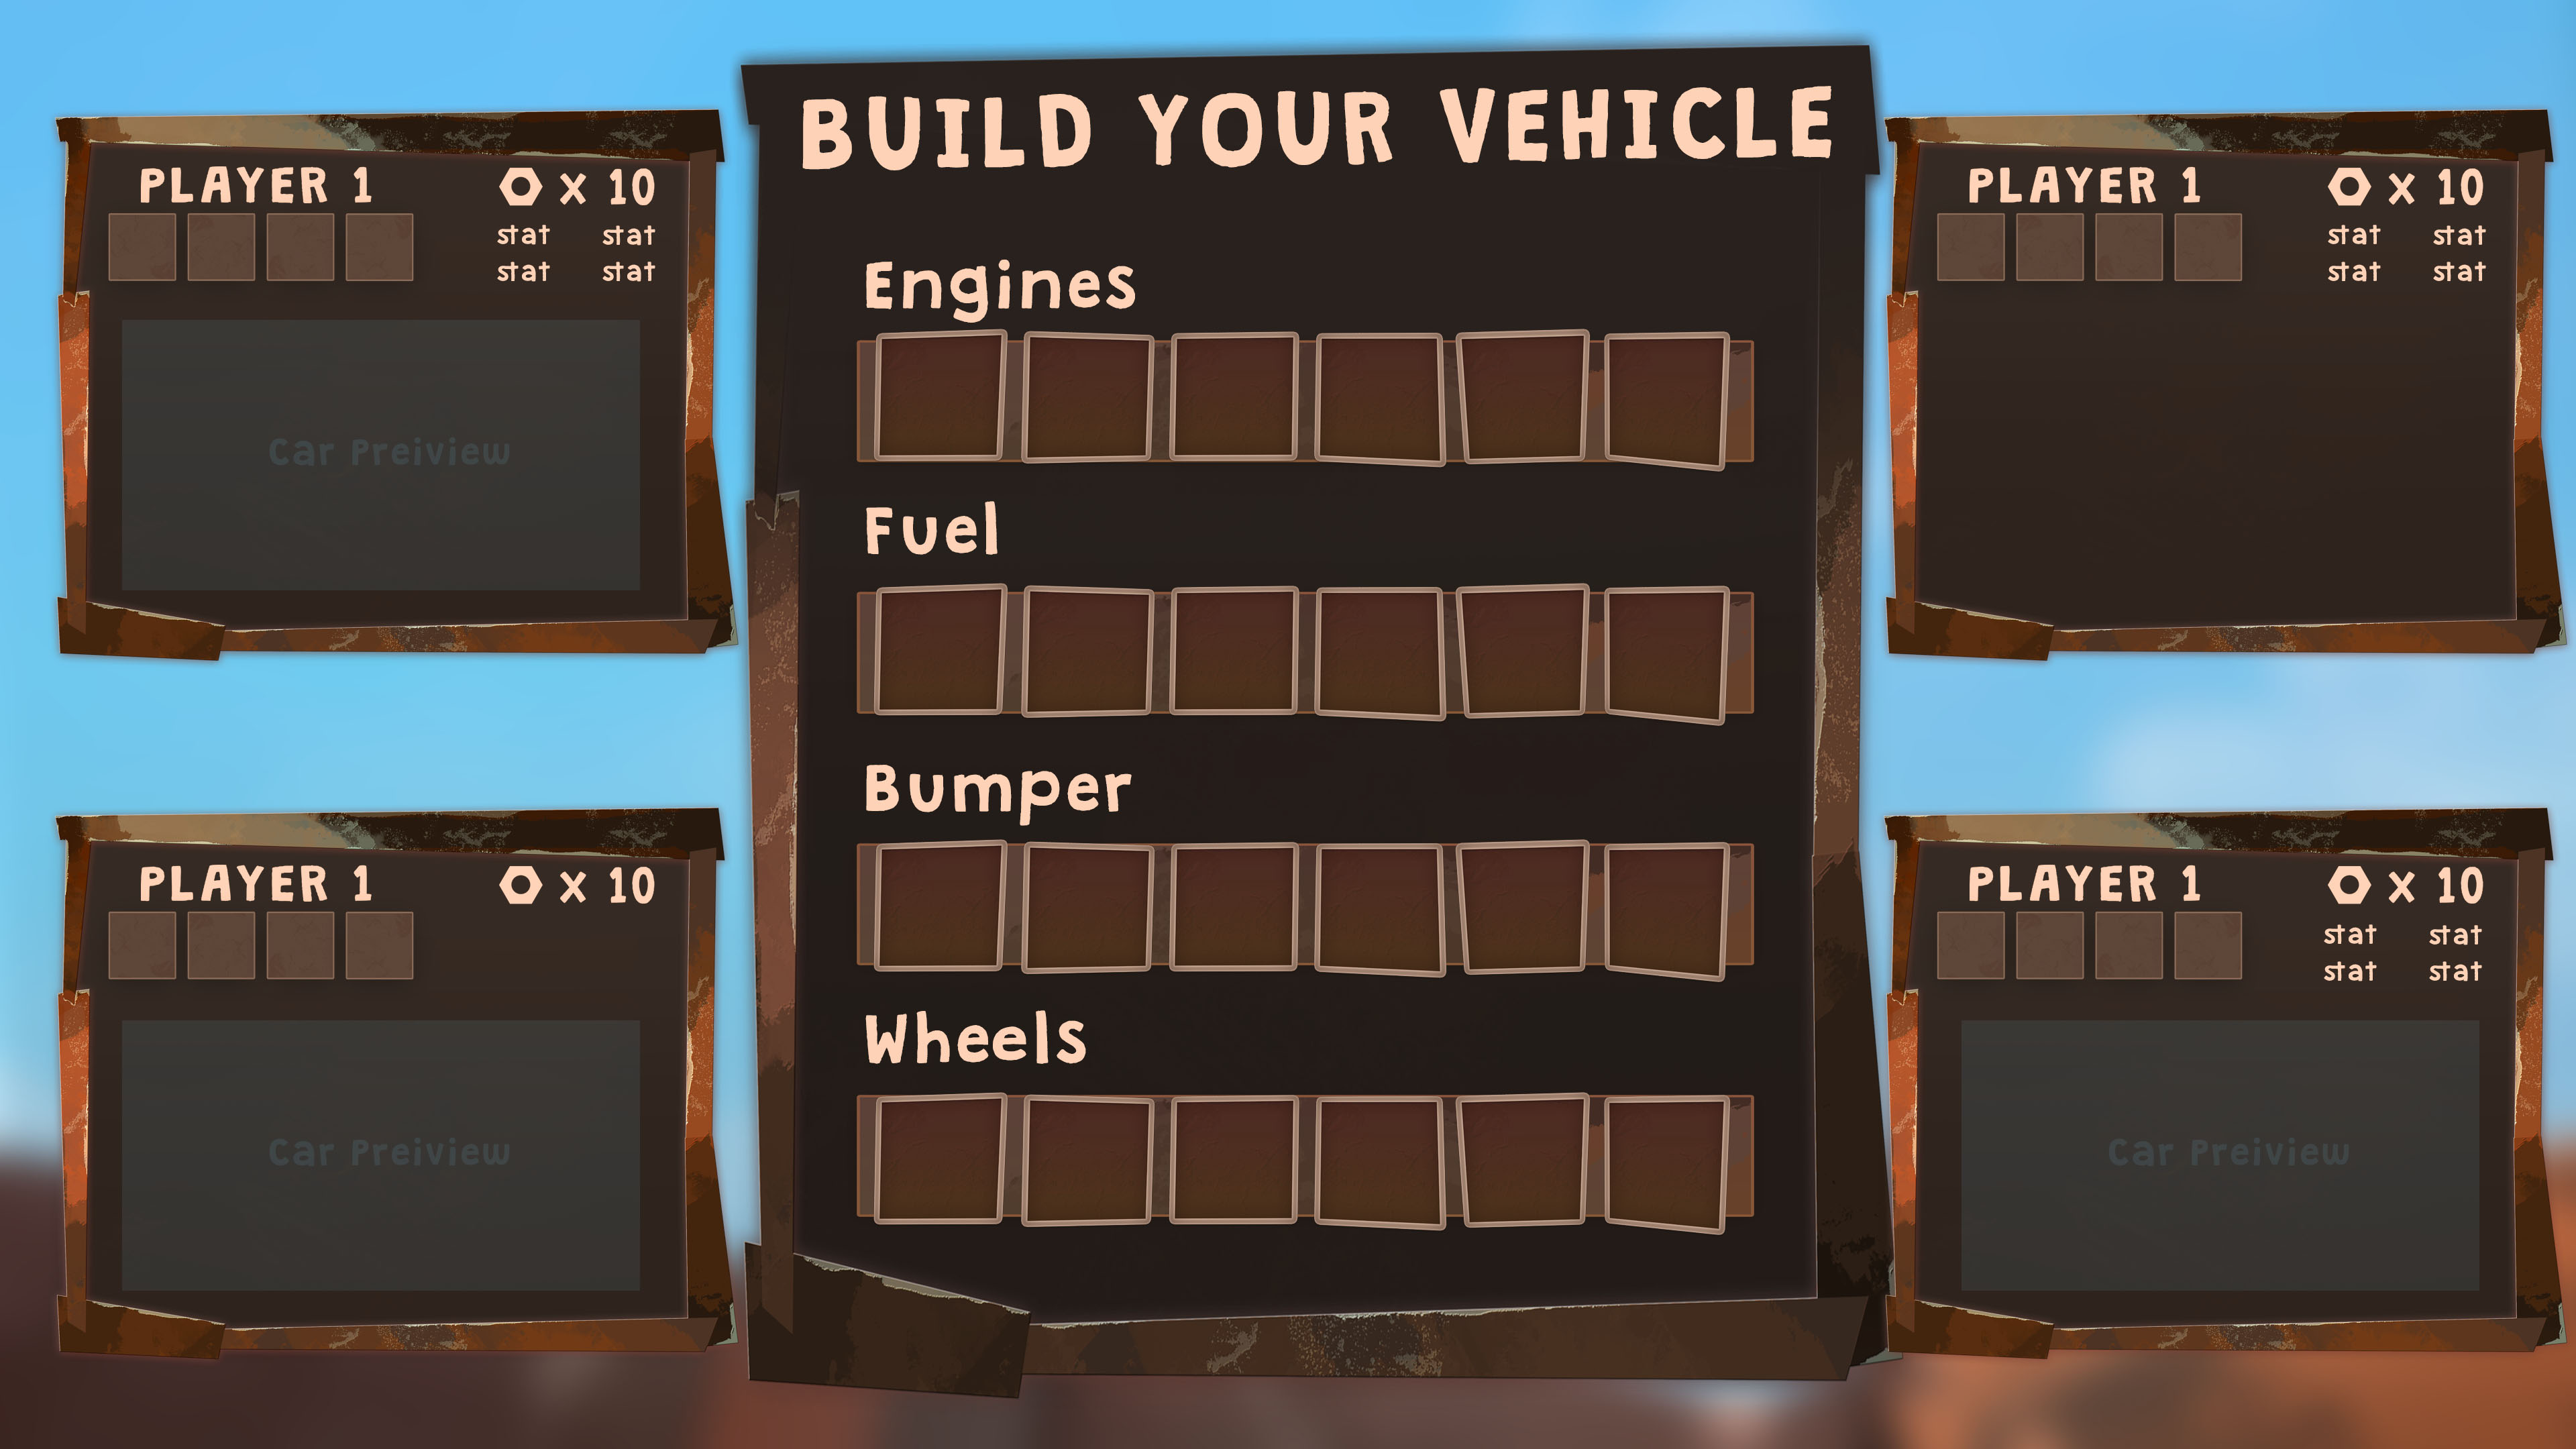 BUILD YOUR VEHICLE
PLAYER 1 x 10
stat stat
stat stat
Car Preiview
PLAYER 1 x 10
Car Preiview
Engines
Fuel
Bumper
Wheels
PLAYER 1 x 10
stat stat
stat stat
PLAYER 1 x 10
stat stat
stat stat
Car Preiview